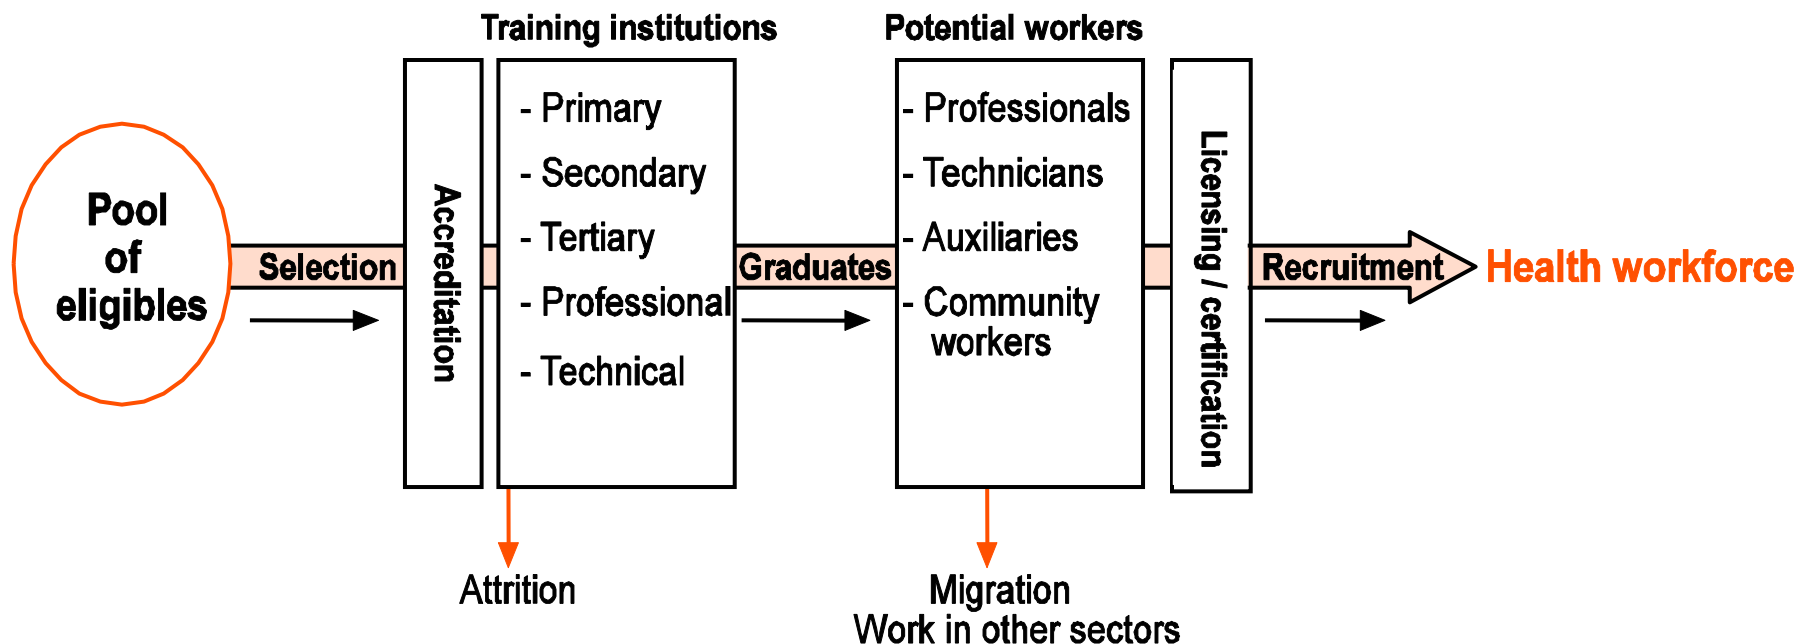 Training institutions
Potential workers
Pool
of
eligibles
Selection
Accreditation
- Primary
- Secondary
- Tertiary
- Professional
- Technical
Graduates
- Professionals
- Technicians
- Auxiliaries
- Community
workers
Licensing / certification
Recruitment
Health workforce
Attrition
Migration
Work in other sectors